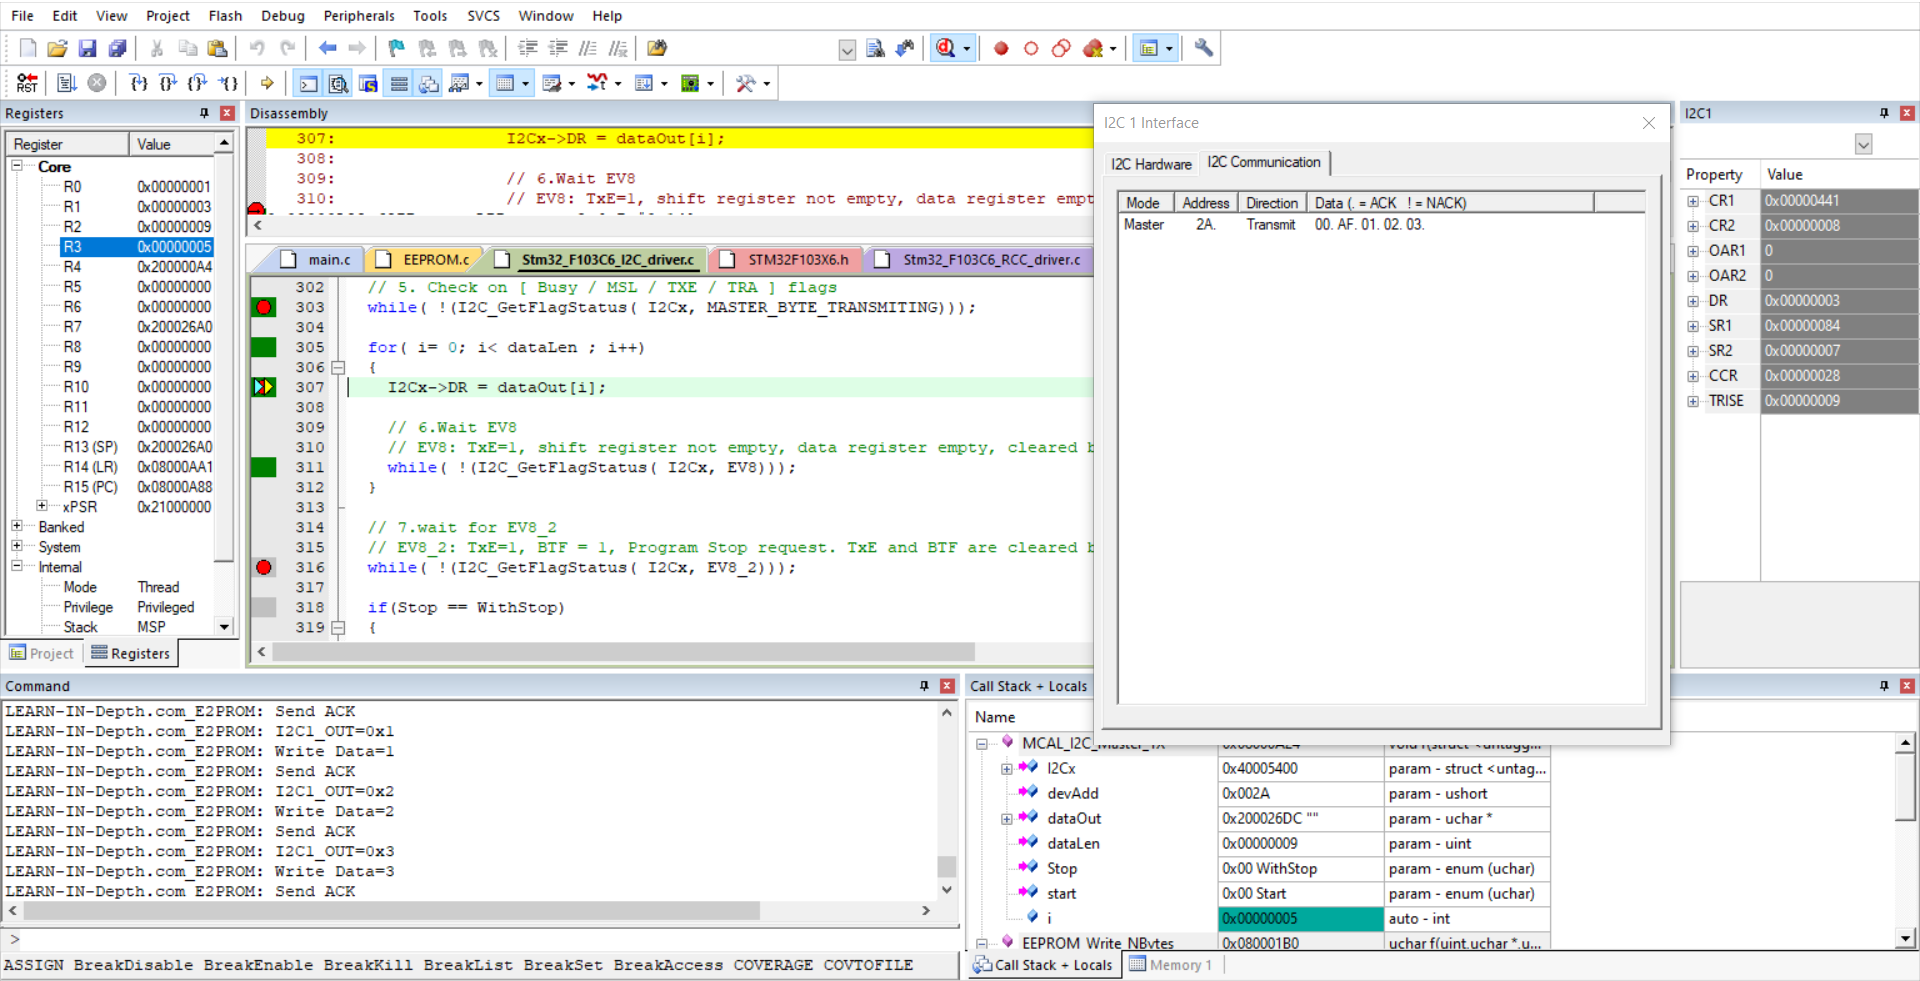 File Edit View Project Flash Debug Peripherals Tools SVCS Window Help
RST
Registers
Register Value
Core
R0 0x00000001
R1 0x00000003
R2 0x00000009
R3 0x00000005
R4 0x200000A4
R5 0x00000000
R6 0x00000000
R7 0x200026A0
R8 0x00000000
R9 0x00000000
R10 0x00000000
R11 0x00000000
R12 0x00000000
R13 (SP) 0x200026A0
R14 (LR) 0x08000AA1
R15 (PC) 0x08000A88
xPSR 0x21000000
Banked
System
Internal
Mode Thread
Privilege Privileged
Stack MSP
Project Registers
Disassembly
307: I2Cx->DR = dataOut[i];
308:
309: // 6.Wait EV8
310: // EV8: TxE=1, shift register not empty, data register empt
main.c EEPROM.c Stm32_F103C6_I2C_driver.c STM32F103X6.h Stm32_F103C6_RCC_driver.c
302 // 5. Check on [ Busy / MSL / TXE / TRA ] flags
303 while( !(I2C_GetFlagStatus( I2Cx, MASTER_BYTE_TRANSMITING)));
304
305 for( i= 0; i< dataLen ; i++)
306 {
307 I2Cx->DR = dataOut[i];
308
309 // 6.Wait EV8
310 // EV8: TxE=1, shift register not empty, data register empty, cleared b
311 while( !(I2C_GetFlagStatus( I2Cx, EV8)));
312 }
313
314 // 7.wait for EV8_2
315 // EV8_2: TxE=1, BTF = 1, Program Stop request. TxE and BTF are cleared b
316 while( !(I2C_GetFlagStatus( I2Cx, EV8_2)));
317
318 if(Stop == WithStop)
319 {
I2C 1 Interface
I2C Hardware I2C Communication
Mode Address Direction Data (. = ACK ! = NACK)
Master 2A. Transmit 00. AF. 01. 02. 03.
I2C1
Property Value
CR1 0x00000441
CR2 0x00000008
OAR1 0
OAR2 0
DR 0x00000003
SR1 0x00000084
SR2 0x00000007
CCR 0x00000028
TRISE 0x00000009
Command
LEARN-IN-Depth.com_E2PROM: Send ACK
LEARN-IN-Depth.com_E2PROM: I2C1_OUT=0x1
LEARN-IN-Depth.com_E2PROM: Write Data=1
LEARN-IN-Depth.com_E2PROM: Send ACK
LEARN-IN-Depth.com_E2PROM: I2C1_OUT=0x2
LEARN-IN-Depth.com_E2PROM: Write Data=2
LEARN-IN-Depth.com_E2PROM: Send ACK
LEARN-IN-Depth.com_E2PROM: I2C1_OUT=0x3
LEARN-IN-Depth.com_E2PROM: Write Data=3
LEARN-IN-Depth.com_E2PROM: Send ACK
>
ASSIGN BreakDisable BreakEnable BreakKill BreakList BreakSet BreakAccess COVERAGE COVTOFILE
Call Stack + Locals
Name
MCAL_I2C_Master_TX 0x08000A24 void f(struct <untagg...
I2Cx 0x40005400 param - struct <untag...
devAdd 0x002A param - ushort
dataOut 0x200026DC "" param - uchar *
dataLen 0x00000009 param - uint
Stop 0x00 WithStop param - enum (uchar)
start 0x00 Start param - enum (uchar)
i 0x00000005 auto - int
EEPROM_Write_NBytes 0x080001B0 uchar f(uint,uchar *,u...
Call Stack + Locals Memory 1